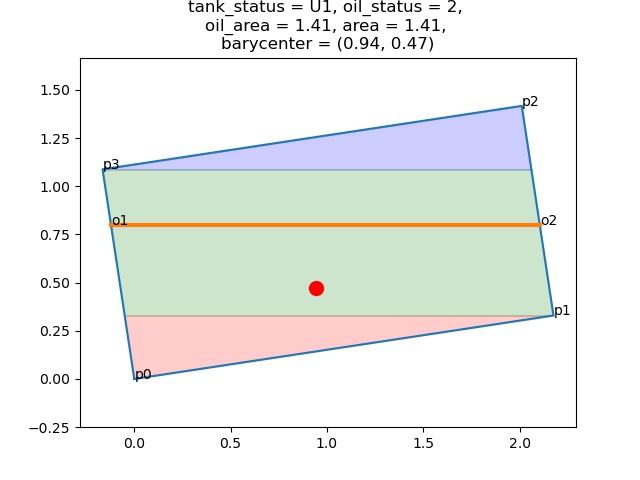 tank_status = U1, oil_status = 2,
oil_area = 1.41, area = 1.41,
barycenter = (0.94, 0.47)
1.50
1.25
1.00
0.75
0.50
0.25
0.00
−0.25
p2
p3
o1
o2
p1
p0
0.0
0.5
1.0
1.5
2.0